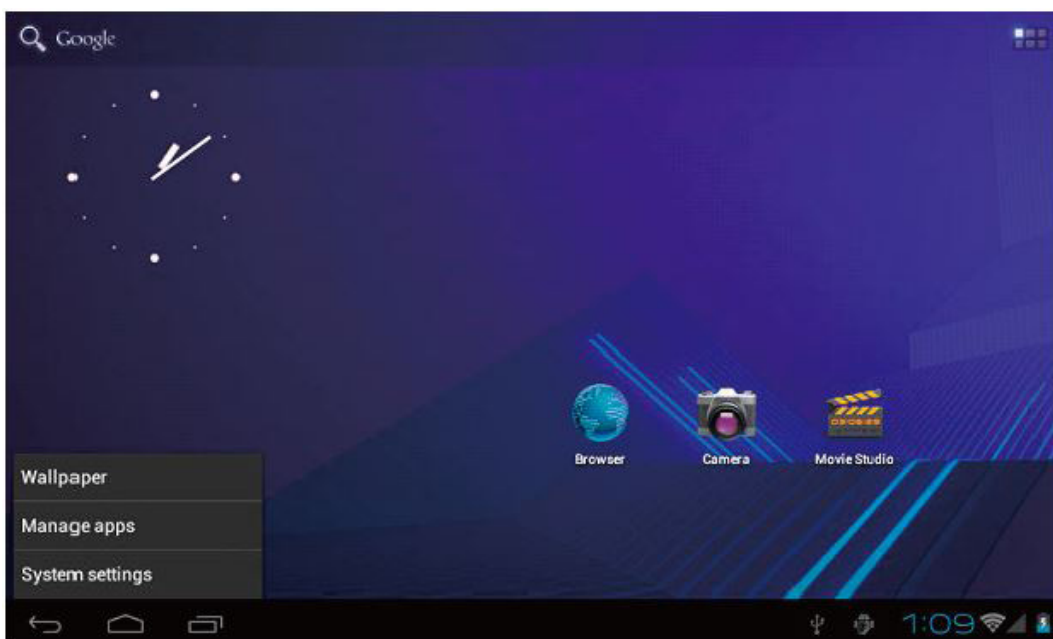 Google
Browser
Camera
Movie Studio
Wallpaper
Manage apps
System settings
1:09